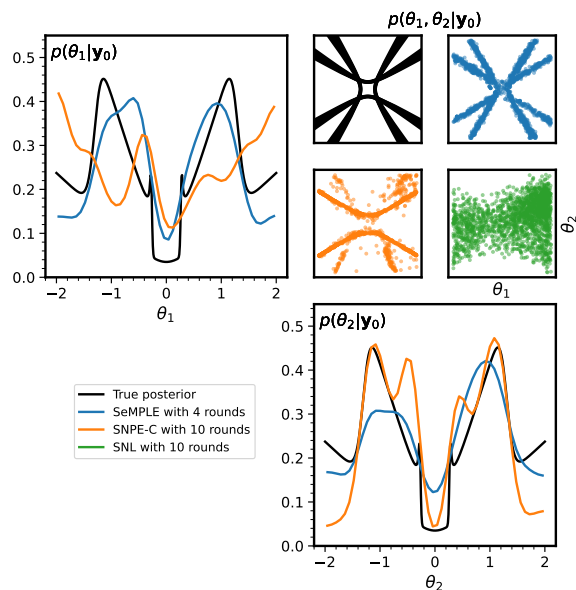 p(θ₁, θ₂|y₀)
p(θ₁|y₀)
0.5
0.4
0.3
0.2
0.1
0.0
−2 −1 0 1 2
θ₁
θ₂
θ₁
p(θ₂|y₀)
0.5
0.4
0.3
0.2
0.1
0.0
−2 −1 0 1 2
θ₂
True posterior
SeMPLE with 4 rounds
SNPE-C with 10 rounds
SNL with 10 rounds